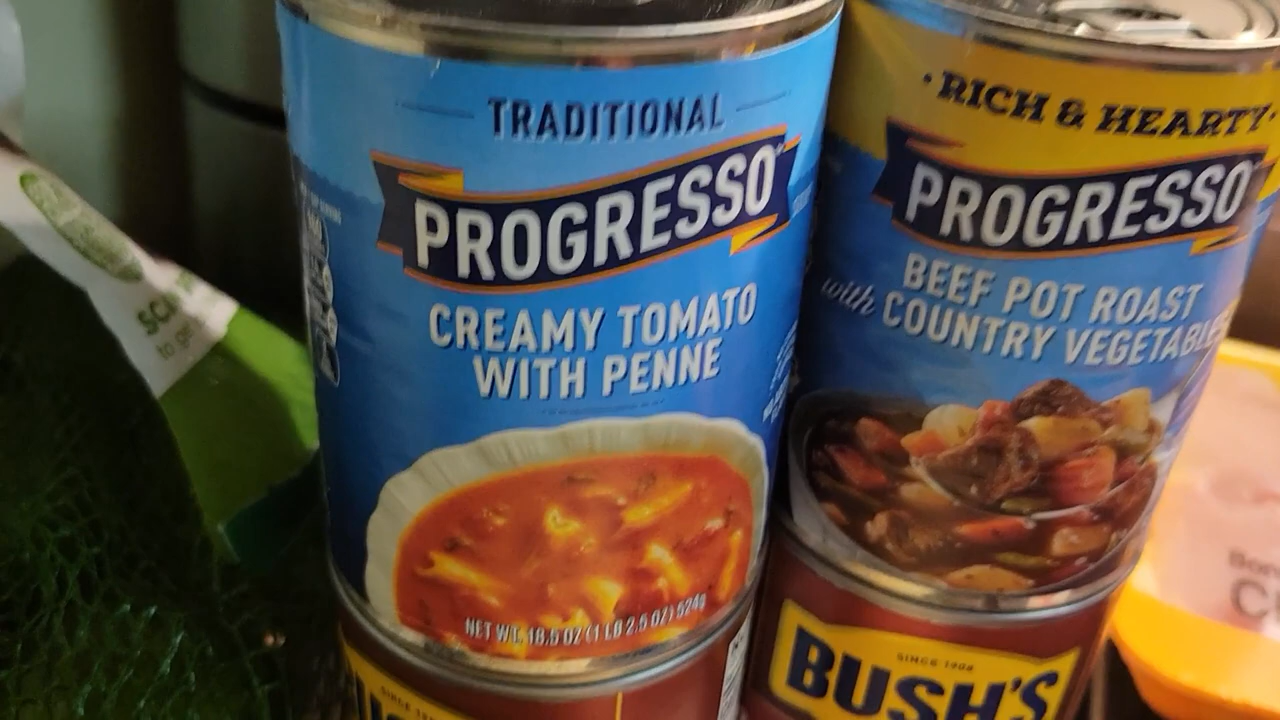 TRADITIONAL
PROGRESSO
CREAMY TOMATO
WITH PENNE
NET WT. 18.5 OZ (1 LB 2.5 OZ) 524g
• RICH & HEARTY •
PROGRESSO
BEEF POT ROAST
with COUNTRY VEGETABLES
SINCE 1908
BUSH'S
SINCE